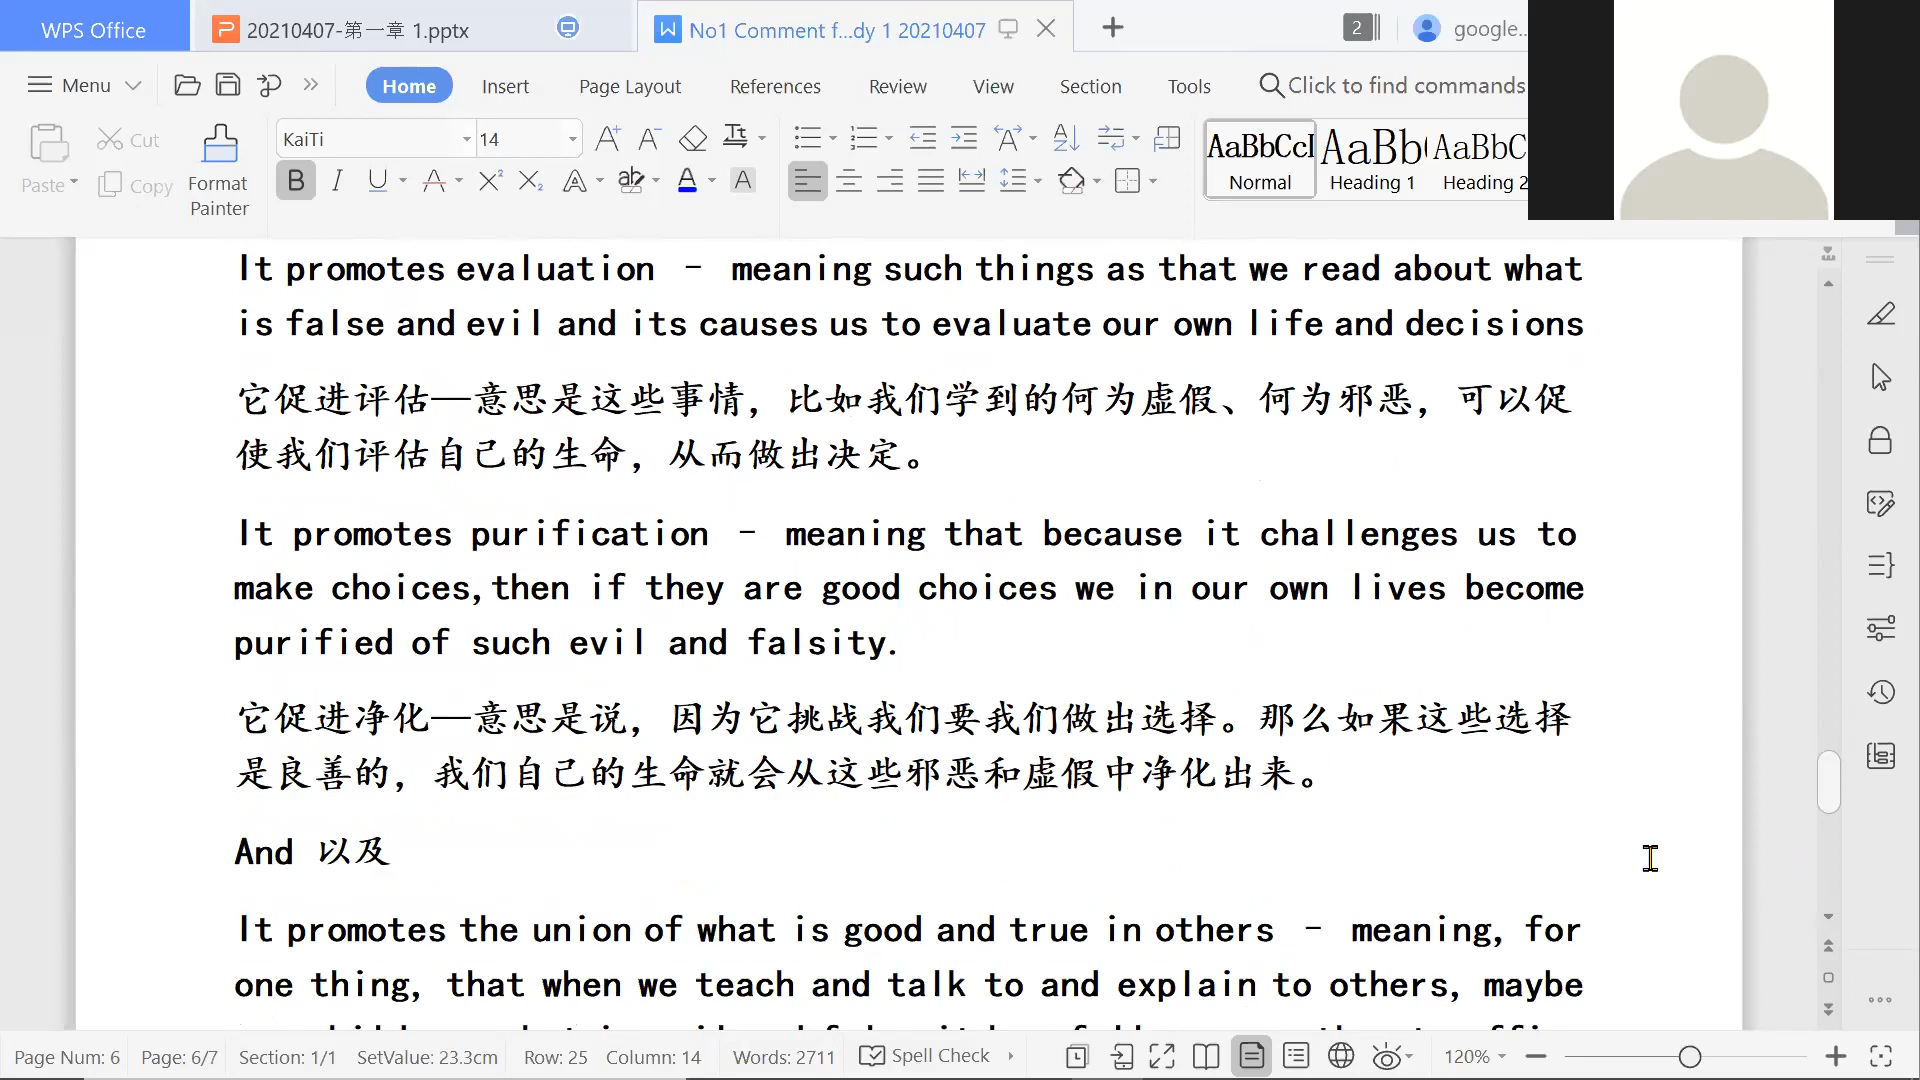 WPS Office
20210407-第一章 1.pptx
No1 Comment f...dy 1 20210407
2
google...
Menu
Home
Insert
Page Layout
References
Review
View
Section
Tools
Click to find commands
Paste
Cut
Copy
Format
Painter
KaiTi
14
AaBbCcI
Normal
AaBb(
Heading 1
AaBbC
Heading 2
It promotes evaluation - meaning such things as that we read about what
is false and evil and its causes us to evaluate our own life and decisions
它促进评估——意思是这些事情，比如我们学到的何为虚假、何为邪恶，可以促
使我们评估自己的生命，从而做出决定。
It promotes purification - meaning that because it challenges us to
make choices, then if they are good choices we in our own lives become
purified of such evil and falsity.
它促进净化——意思是说，因为它挑战我们要我们做出选择。那么如果这些选择
是良善的，我们自己的生命就会从这些邪恶和虚假中净化出来。
And 以及
It promotes the union of what is good and true in others - meaning, for
one thing, that when we teach and talk to and explain to others, maybe
Page Num: 6
Page: 6/7
Section: 1/1
SetValue: 23.3cm
Row: 25
Column: 14
Words: 2711
Spell Check
120%